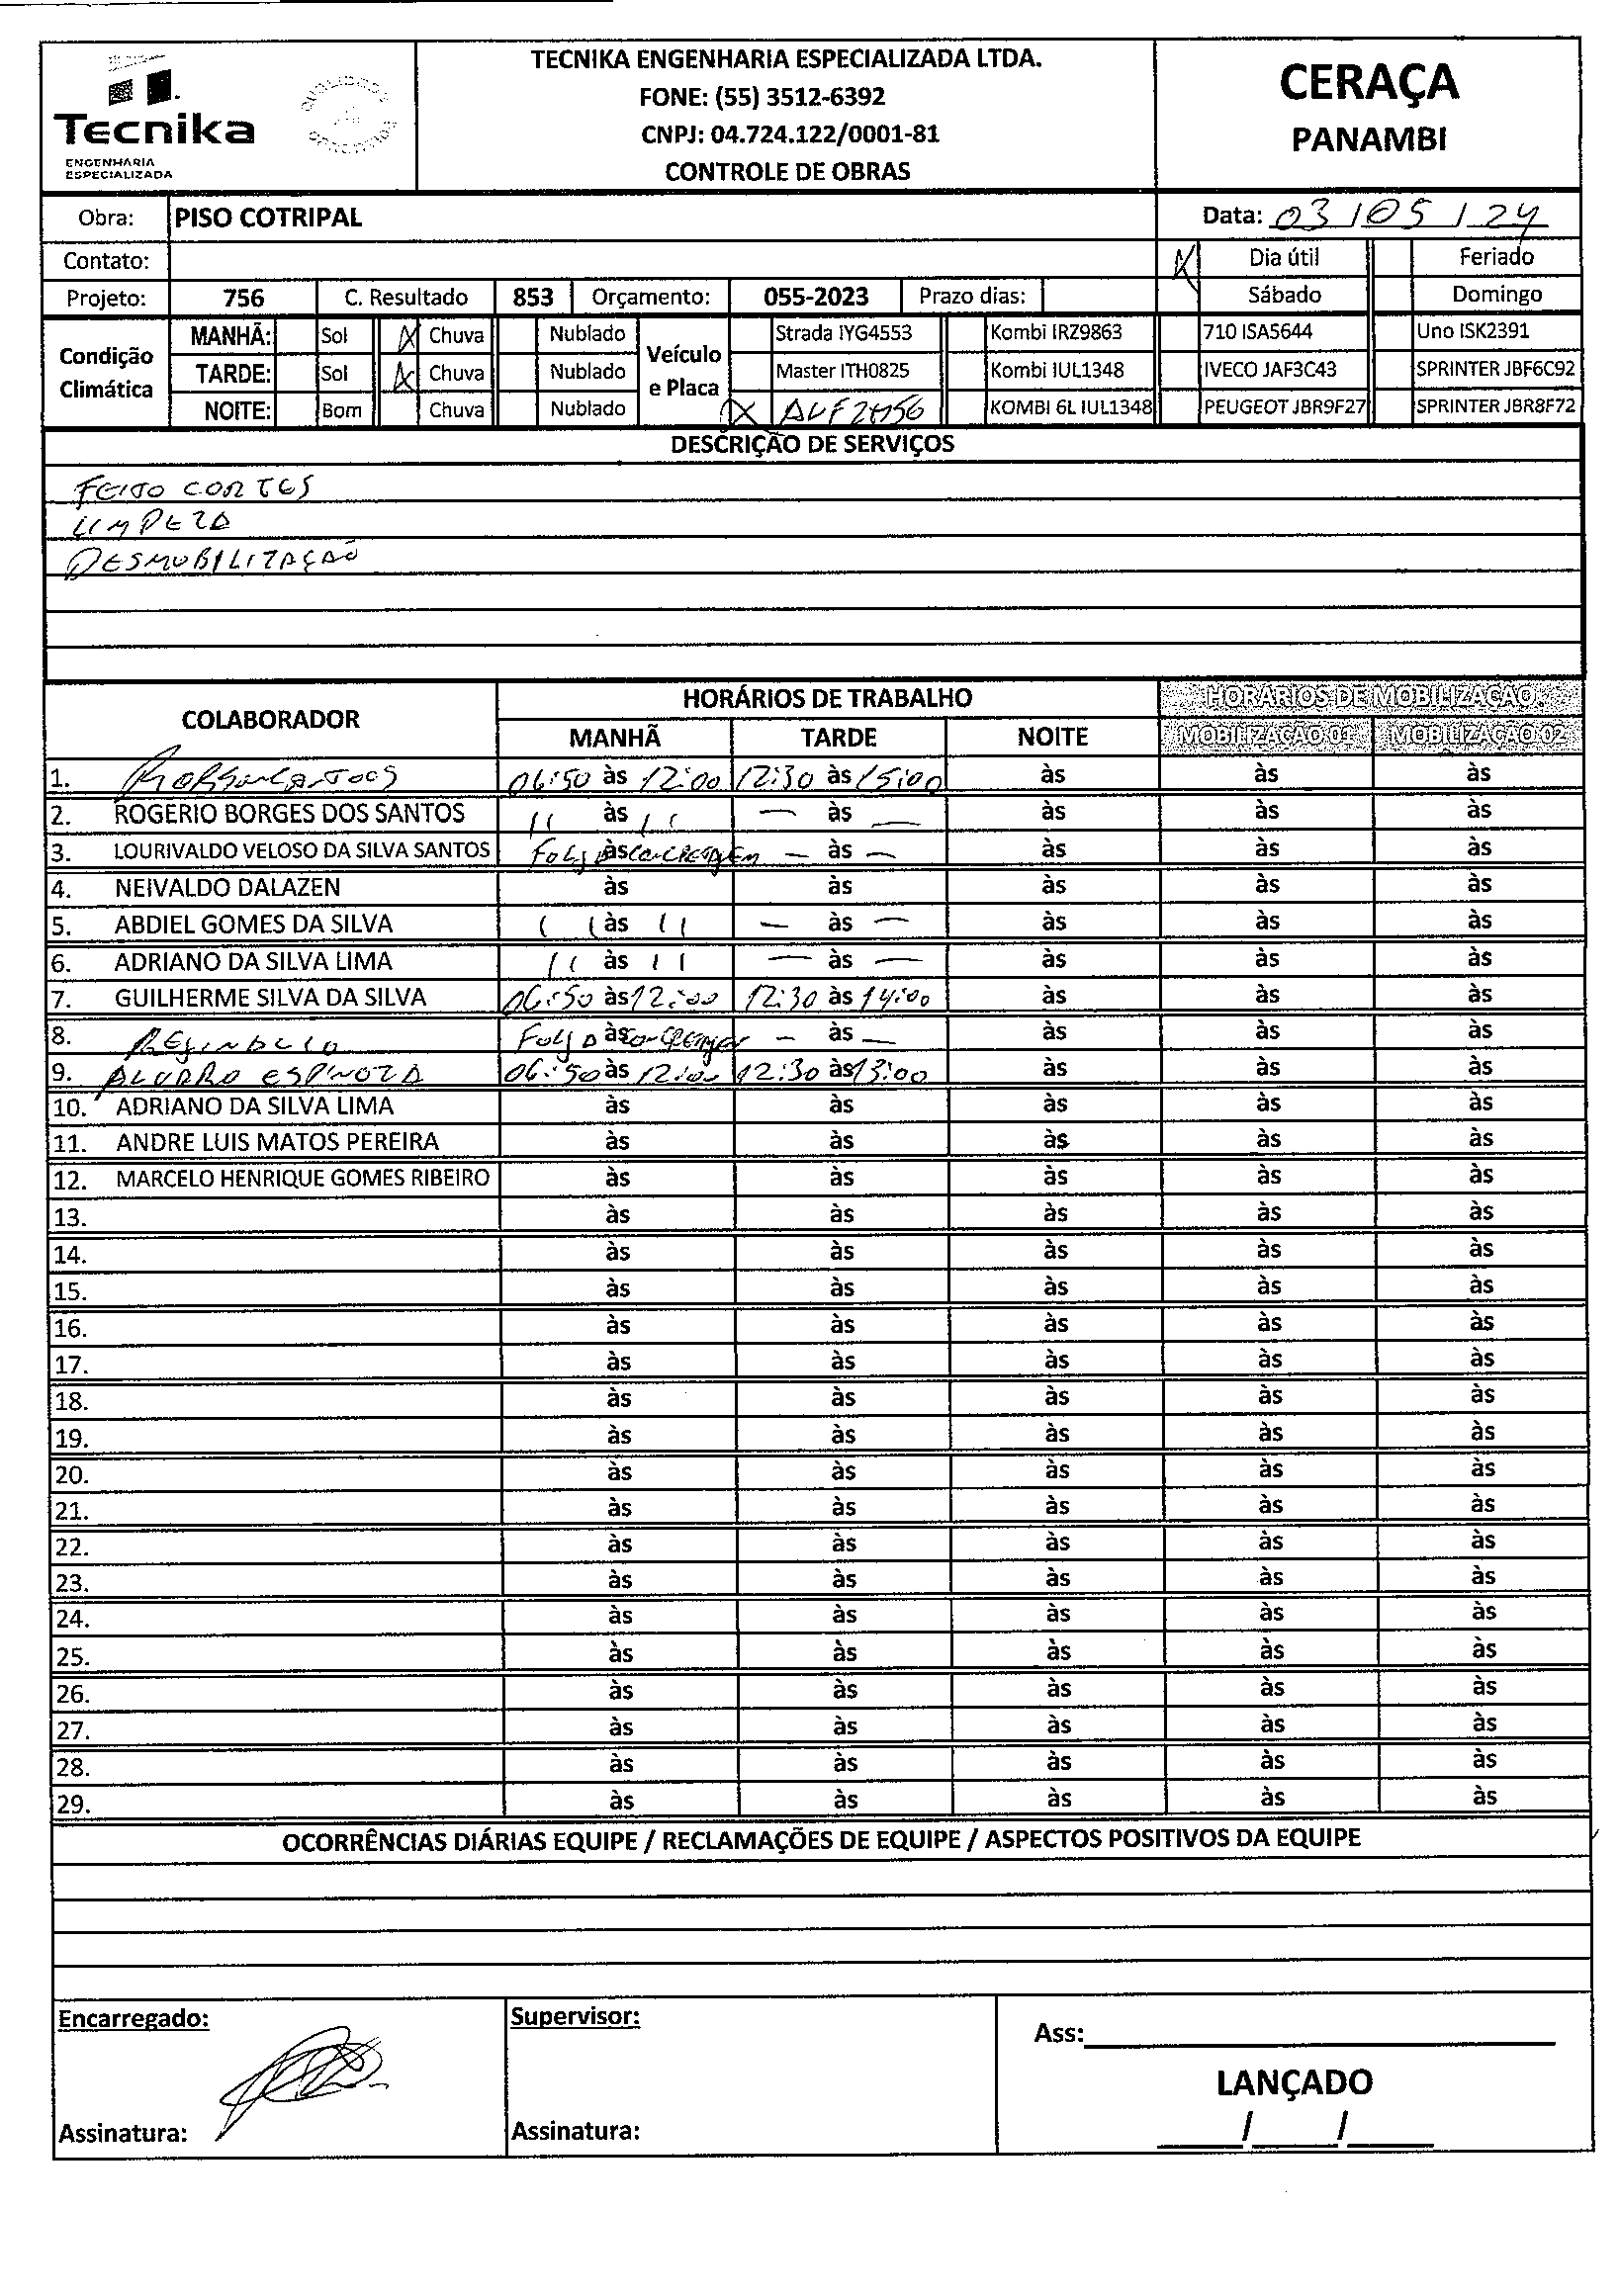 Tecnika
ENGENHARIA
ESPECIALIZADA
TECNIKA ENGENHARIA ESPECIALIZADA LTDA.
FONE: (55) 3512-6392
CNPJ: 04.724.122/0001-81
CONTROLE DE OBRAS
CERAÇA
PANAMBI
Obra: PISO COTRIPAL Data: 03/05/24
Contato: X Dia útil Feriado
Projeto: 756 C. Resultado 853 Orçamento: 055-2023 Prazo dias: Sábado Domingo
Condição Climática
MANHÃ: Sol X Chuva Nublado
TARDE: Sol X Chuva Nublado
NOITE: Bom Chuva Nublado
Veículo e Placa
Strada IYG4553 Kombi IRZ9863 710 ISA5644 Uno ISK2391
Master ITH0825 Kombi IUL1348 IVECO JAF3C43 SPRINTER JBF6C92
X KOMBI 6L IUL1348 PEUGEOT JBR9F27 SPRINTER JBR8F72
DESCRIÇÃO DE SERVIÇOS
FEITO CORTES
LIMPEZA
DESMOBILIZAÇÃO
COLABORADOR HORÁRIOS DE TRABALHO HORÁRIOS DE MOBILIZAÇÃO
MANHÃ TARDE NOITE MOBILIZAÇÃO 01 MOBILIZAÇÃO 02
1. 06:50 às 12:00 12:30 às 15:00 às às às
2. ROGERIO BORGES DOS SANTOS 11 às 11 — às — às às às
3. LOURIVALDO VELOSO DA SILVA SANTOS FOLGA às — às — às às às
4. NEIVALDO DALAZEN às às às às às
5. ABDIEL GOMES DA SILVA 11 às 11 — às — às às às
6. ADRIANO DA SILVA LIMA 11 às 11 — às — às às às
7. GUILHERME SILVA DA SILVA 06:50 às 12:00 12:30 às 14:00 às às às
8. FOLGA às — às — às às às
9. ALVARO ESPINOZA 06:50 às 12:00 12:30 às 13:00 às às às
10. ADRIANO DA SILVA LIMA às às às às às
11. ANDRE LUIS MATOS PEREIRA às às às às às
12. MARCELO HENRIQUE GOMES RIBEIRO às às às às às
13. às às às às às
14. às às às às às
15. às às às às às
16. às às às às às
17. às às às às às
18. às às às às às
19. às às às às às
20. às às às às às
21. às às às às às
22. às às às às às
23. às às às às às
24. às às às às às
25. às às às às às
26. às às às às às
27. às às às às às
28. às às às às às
29. às às às às às
OCORRÊNCIAS DIÁRIAS EQUIPE / RECLAMAÇÕES DE EQUIPE / ASPECTOS POSITIVOS DA EQUIPE
Encarregado: Supervisor:
Ass:
LANÇADO
Assinatura: Assinatura: / /